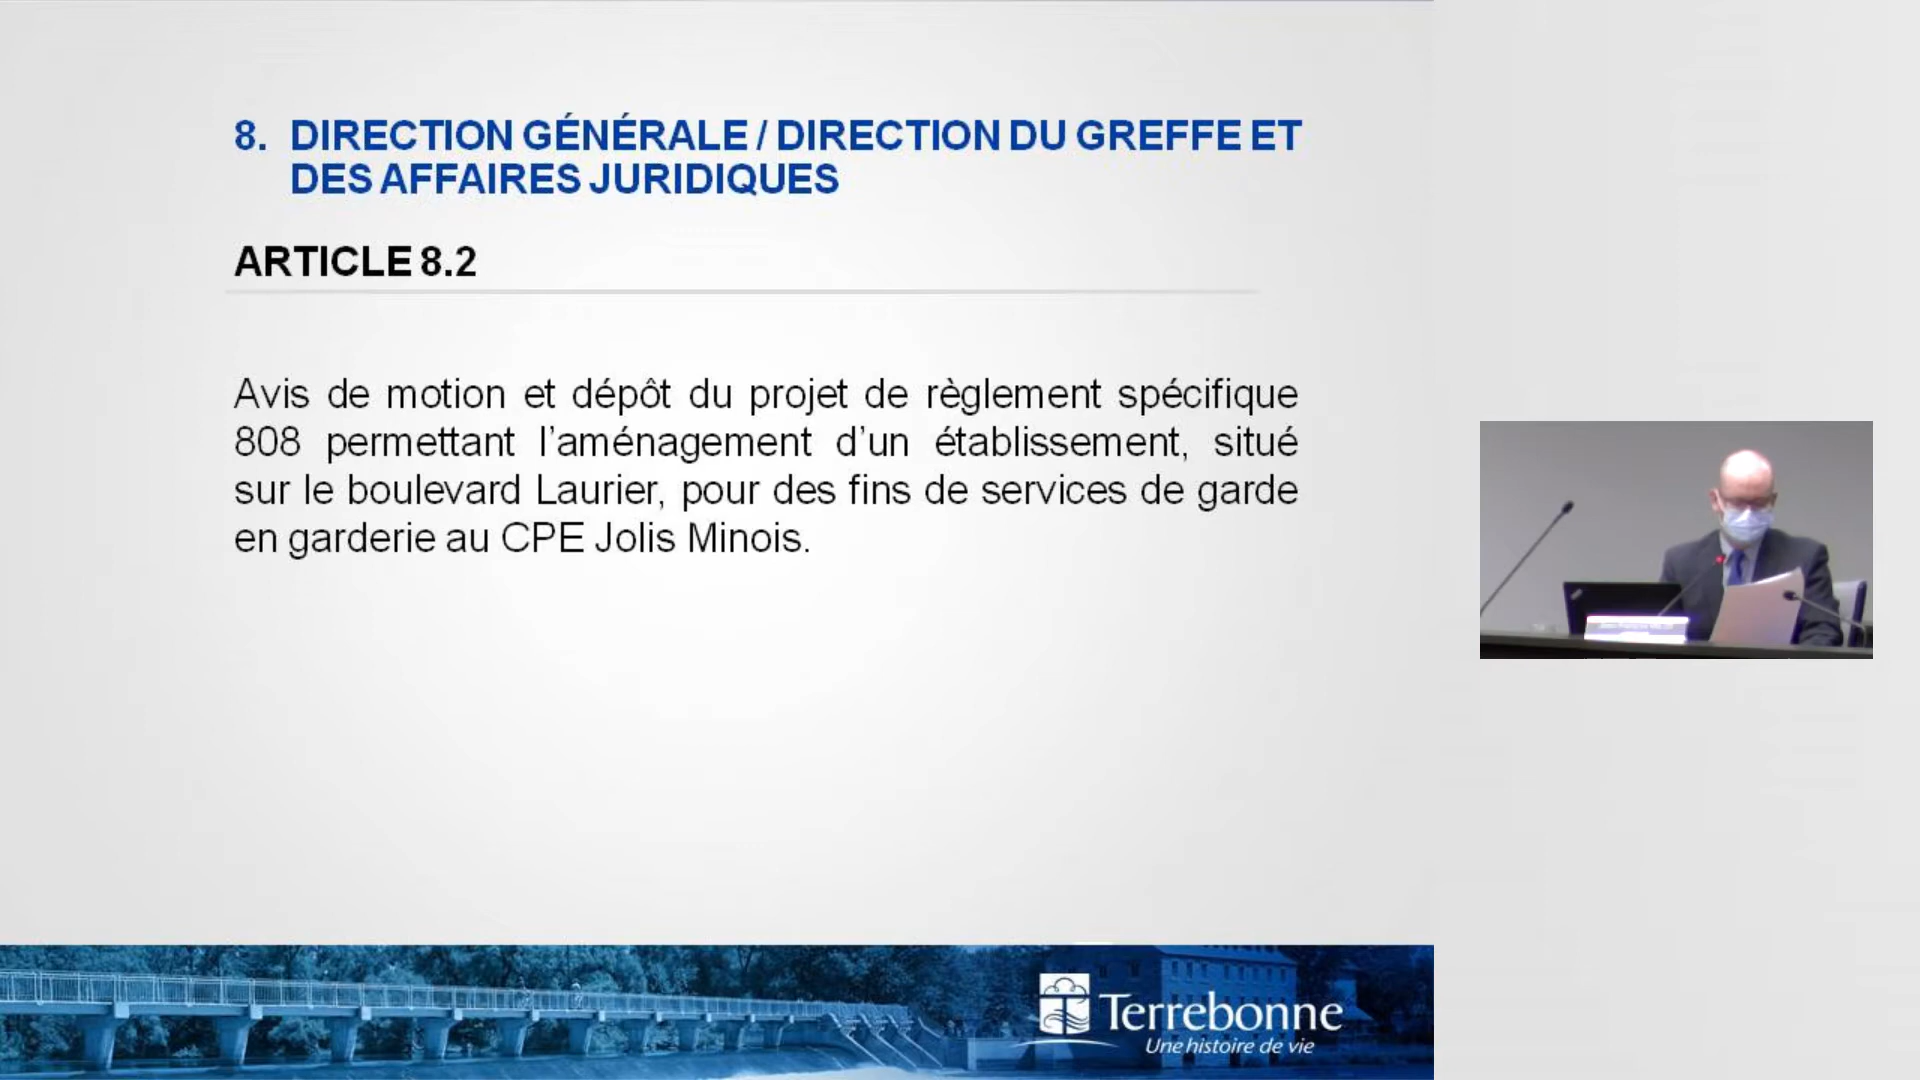 8. DIRECTION GÉNÉRALE / DIRECTION DU GREFFE ET
DES AFFAIRES JURIDIQUES
ARTICLE 8.2
Avis de motion et dépôt du projet de règlement spécifique
808 permettant l’aménagement d’un établissement, situé
sur le boulevard Laurier, pour des fins de services de garde
en garderie au CPE Jolis Minois.
Terrebonne
Une histoire de vie